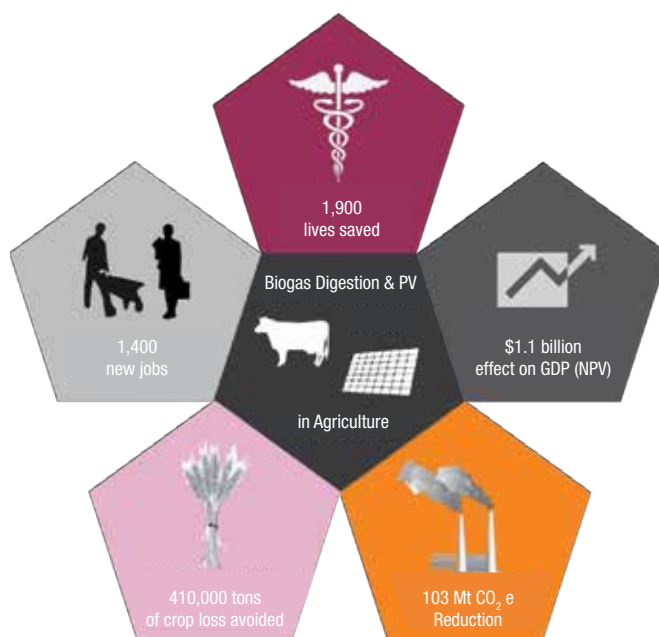 1,900
lives saved
Biogas Digestion & PV
in Agriculture
1,400
new jobs
$1.1 billion
effect on GDP (NPV)
410,000 tons
of crop loss avoided
103 Mt CO₂ e
Reduction